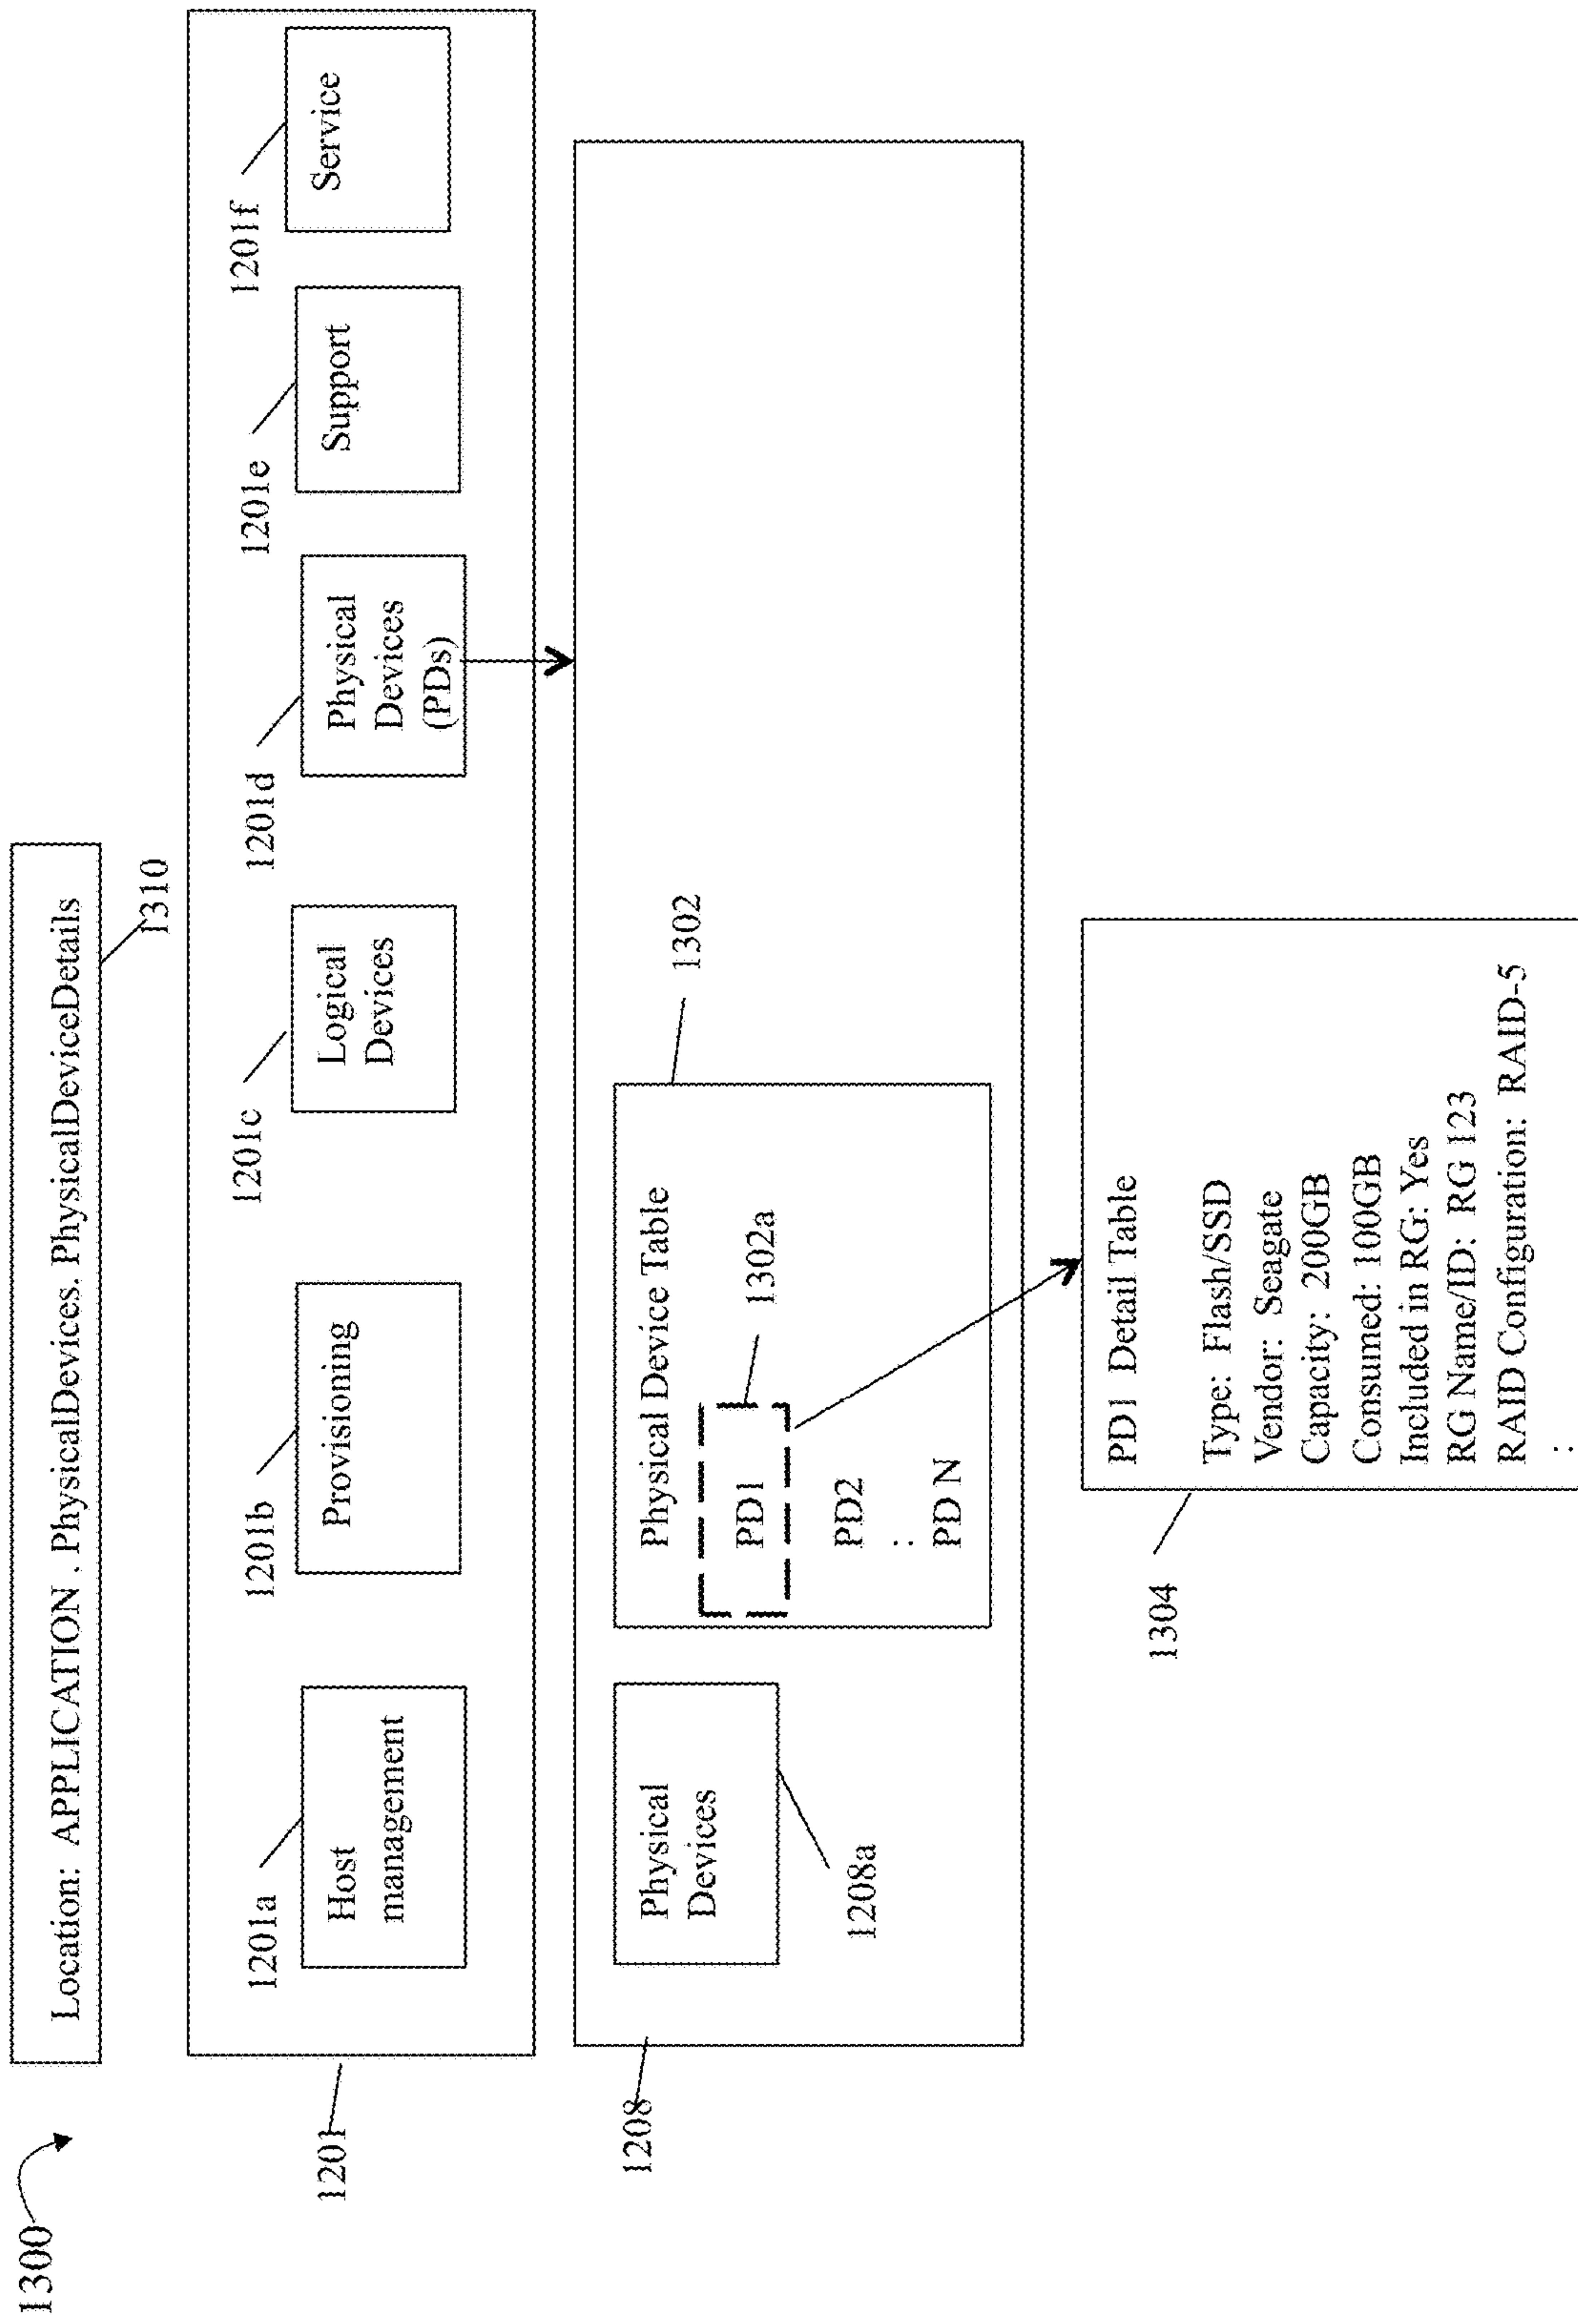 1300
Location: APPLICATION . PhysicalDevices. PhysicalDeviceDetails
1310
1201
1201a
Host
management
1201b
Provisioning
1201c
Logical
Devices
1201d
Physical
Devices
(PDs)
1201e
Support
1201f
Service
1208
Physical
Devices
1208a
Physical Device Table
1302
PD1
1302a
PD2
:
PD N
1304
PD1 Detail Table
Type: Flash/SSD
Vendor: Seagate
Capacity: 200GB
Consumed: 100GB
Included in RG: Yes
RG Name/ID: RG 123
RAID Configuration: RAID-5
: